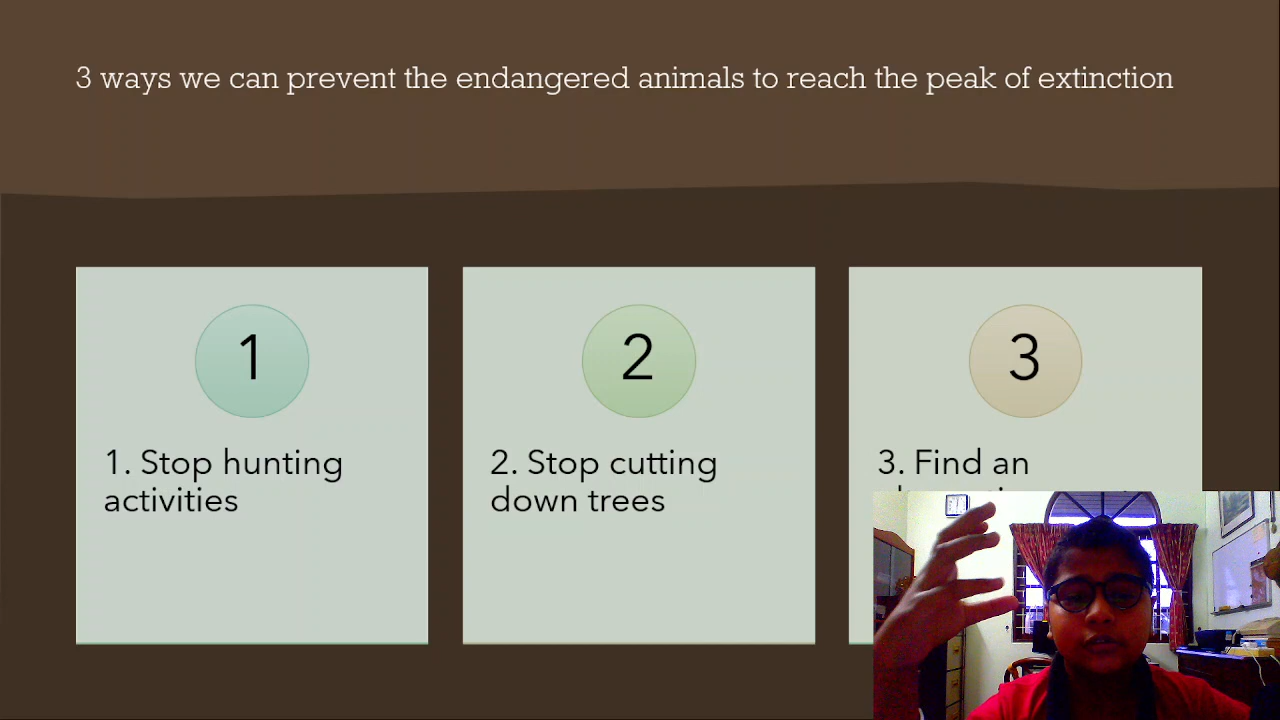 3 ways we can prevent the endangered animals to reach the peak of extinction
1
2
3
1. Stop hunting
activities
2. Stop cutting
down trees
3. Find an